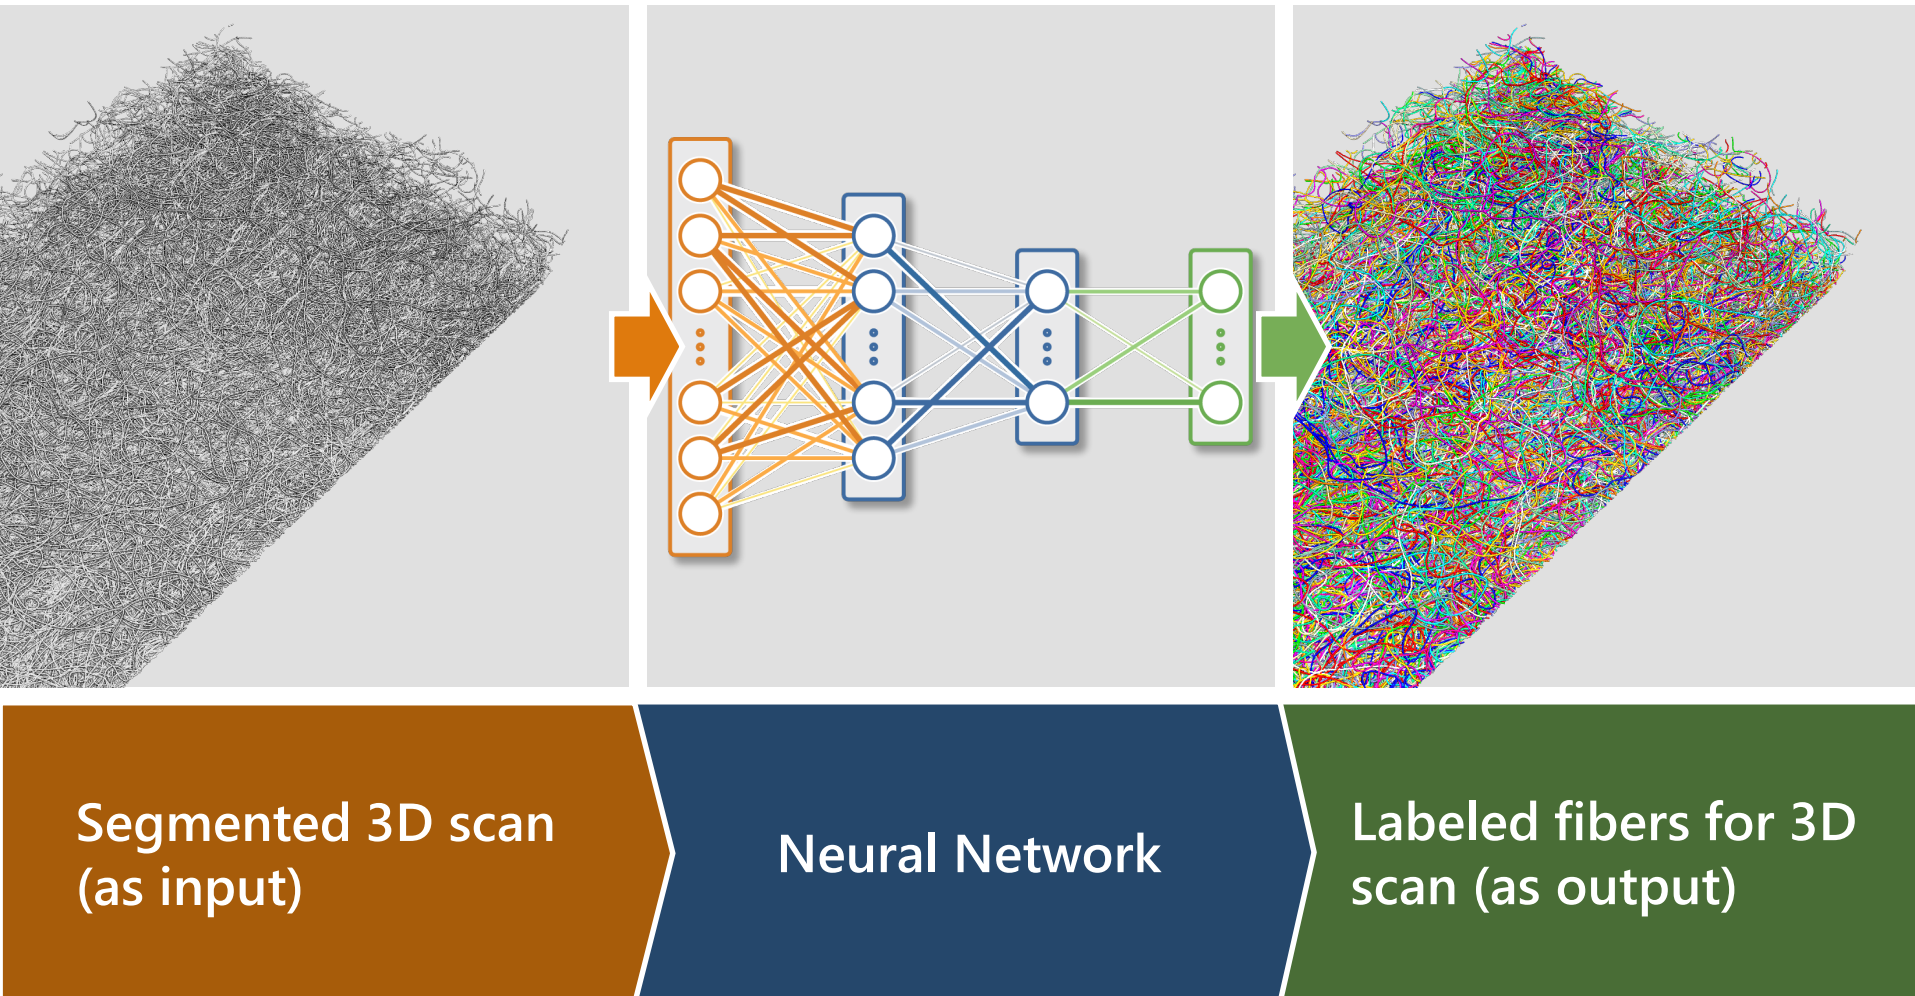 Segmented 3D scan
(as input)
Neural Network
Labeled fibers for 3D
scan (as output)